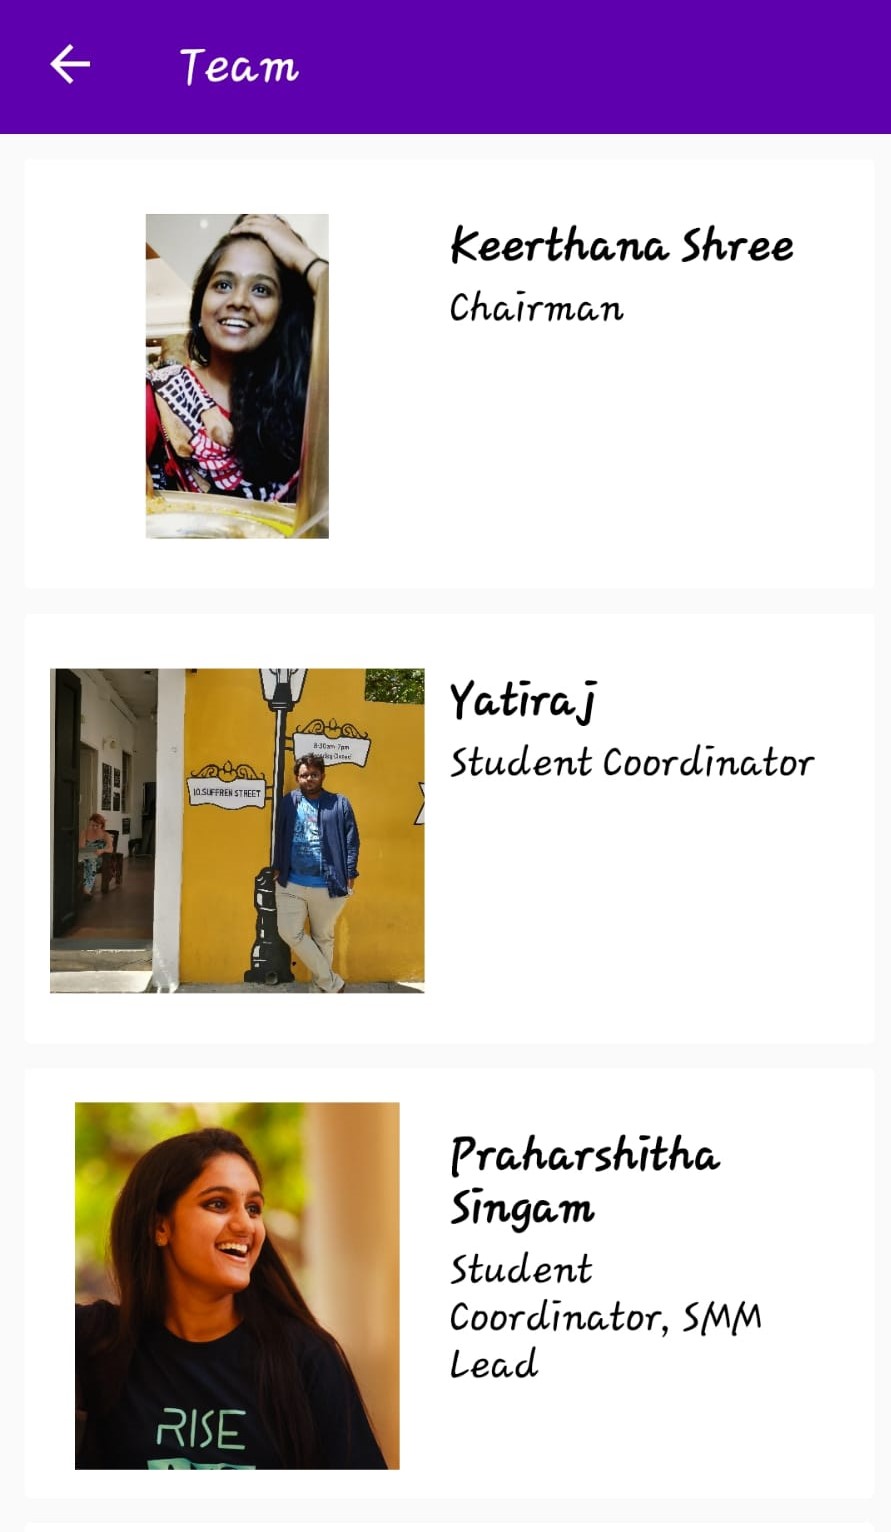 Team
Keerthana Shree
Chairman
8:30am-7pm
10.SUFFREN STREET
Yatiraj
Student Coordinator
RISE
Praharshitha
Singam
Student
Coordinator, SMM
Lead